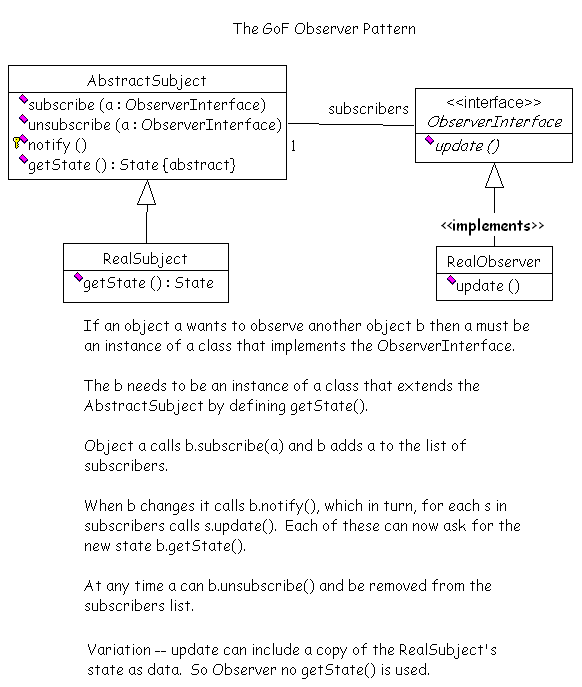 The GoF Observer Pattern
AbstractSubject
subscribe (a : ObserverInterface)
unsubscribe (a : ObserverInterface)
notify ()
getState () : State {abstract}
subscribers
1
<<interface>>
ObserverInterface
update ()
<<implements>>
RealSubject
getState () : State
RealObserver
update ()
If an object a wants to observe another object b then a must be
an instance of a class that implements the ObserverInterface.
The b needs to be an instance of a class that extends the
AbstractSubject by defining getState().
Object a calls b.subscribe(a) and b adds a to the list of
subscribers.
When b changes it calls b.notify(), which in turn, for each s in
subscribers calls s.update().  Each of these can now ask for the
new state b.getState().
At any time a can b.unsubscribe() and be removed from the
subscribers list.
Variation -- update can include a copy of the RealSubject's
state as data.  So Observer no getState() is used.